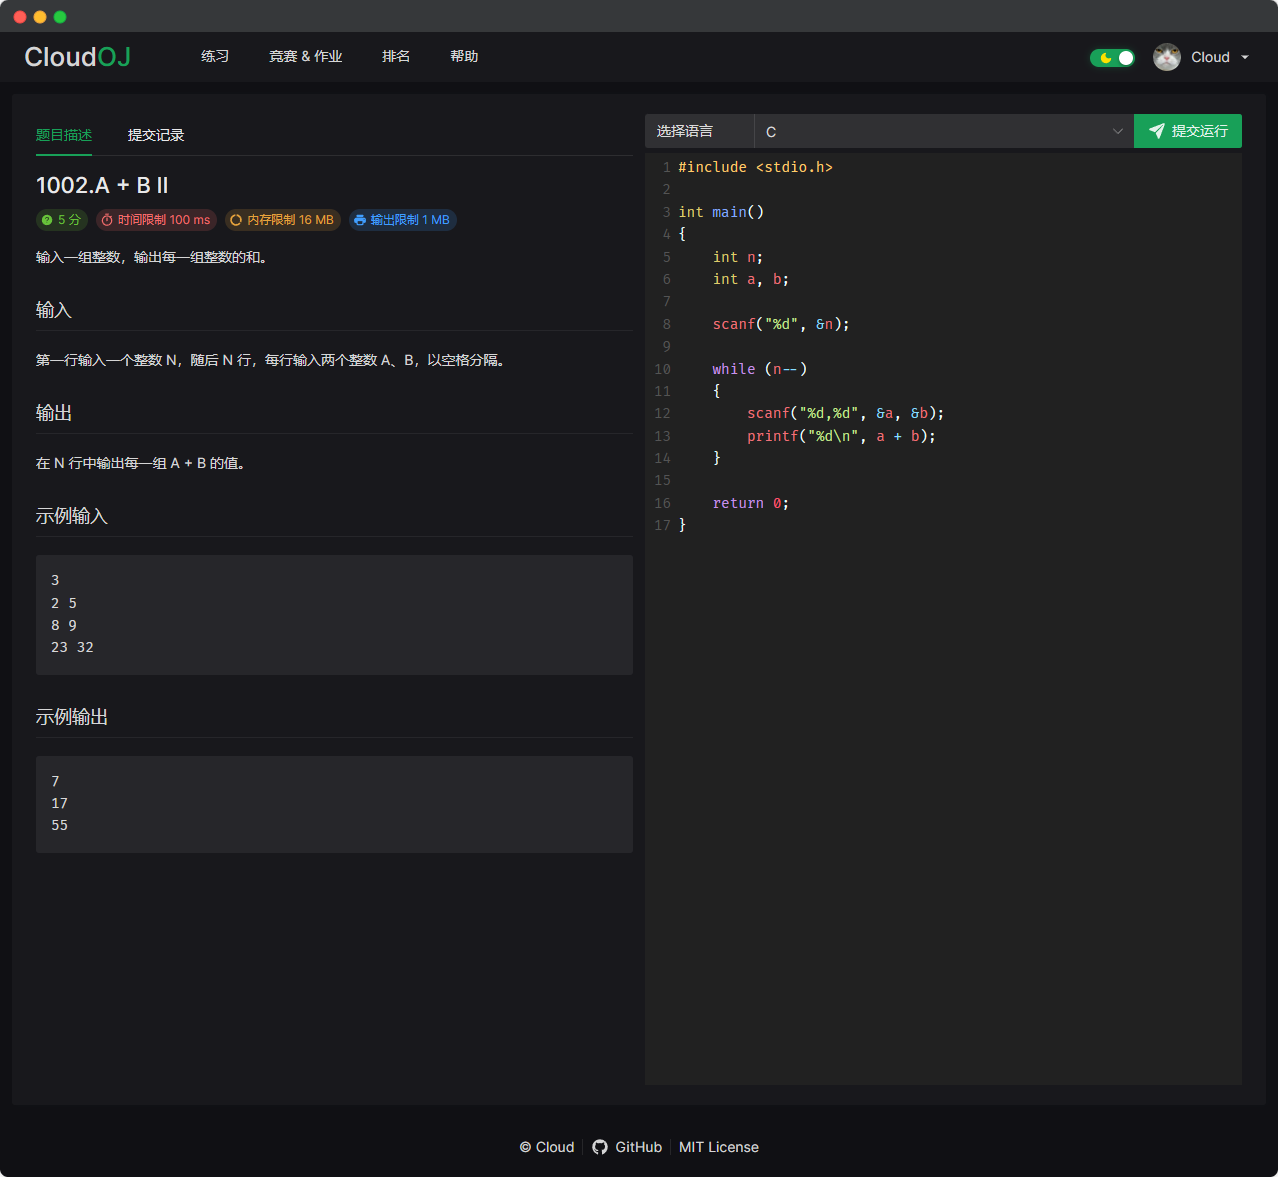 CloudOJ 练习 竞赛 & 作业 排名 帮助 Cloud
题目描述 提交记录
1002.A + B II
5 分 时间限制 100 ms 内存限制 16 MB 输出限制 1 MB
输入一组整数，输出每一组整数的和。
输入
第一行输入一个整数 N，随后 N 行，每行输入两个整数 A、B，以空格分隔。
输出
在 N 行中输出每一组 A + B 的值。
示例输入
3
2 5
8 9
23 32
示例输出
7
17
55
选择语言 C 提交运行
1 #include <stdio.h>
2
3 int main()
4 {
5     int n;
6     int a, b;
7
8     scanf("%d", &n);
9
10     while (n--)
11     {
12         scanf("%d,%d", &a, &b);
13         printf("%d\n", a + b);
14     }
15
16     return 0;
17 }
© Cloud GitHub MIT License